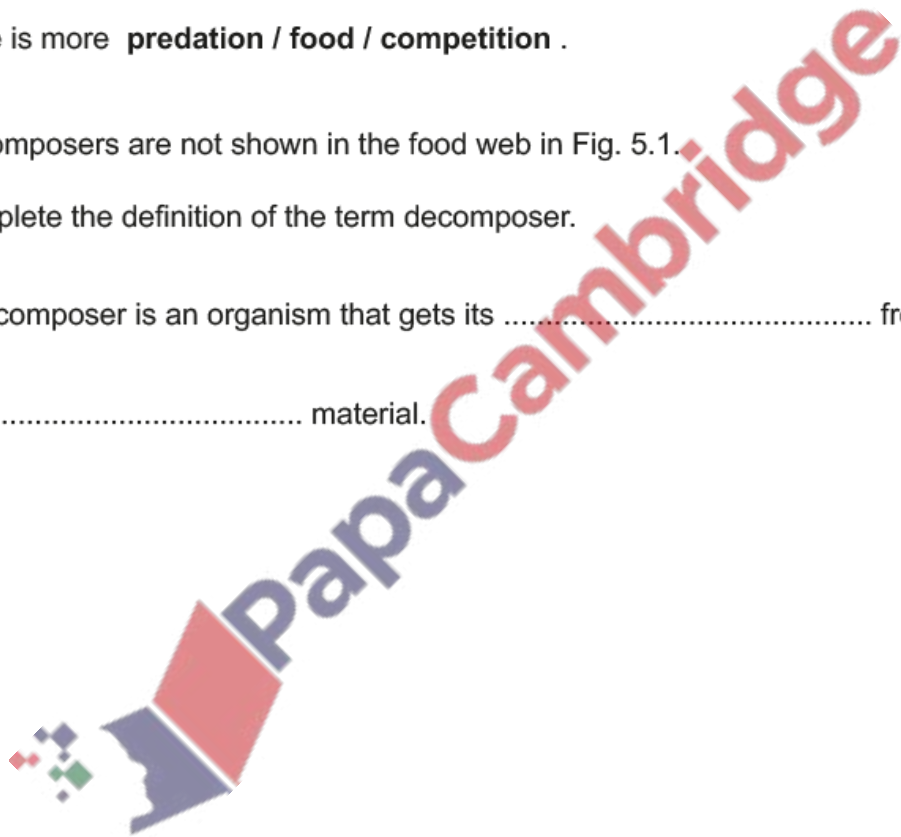 is more predation / food / competition .
omposers are not shown in the food web in Fig. 5.1.
plete the definition of the term decomposer.
composer is an organism that gets its ............................................. fr
..................................... material.
PapaCambridge